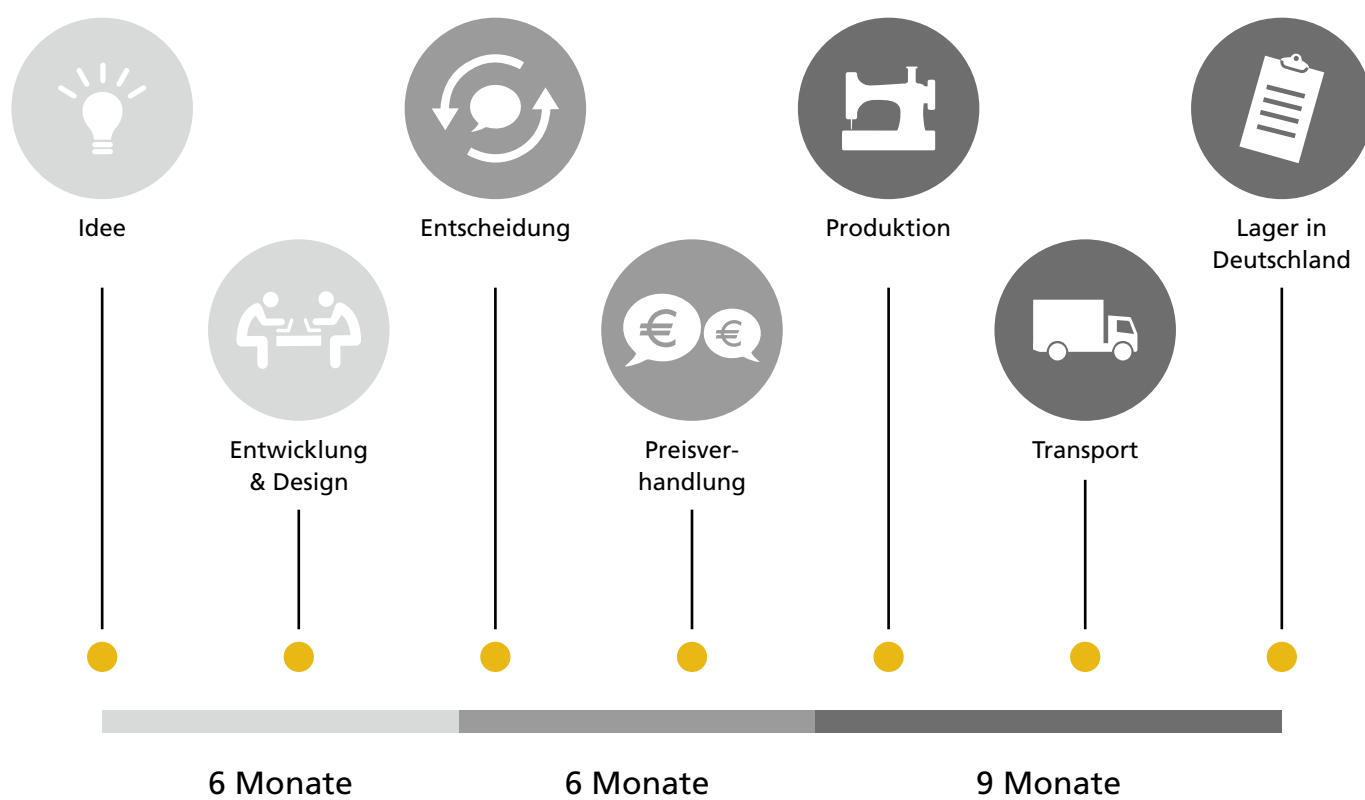 Idee
Entscheidung
Produktion
Lager in
Deutschland
€
€
Entwicklung
& Design
Preisver-
handlung
Transport
6 Monate
6 Monate
9 Monate